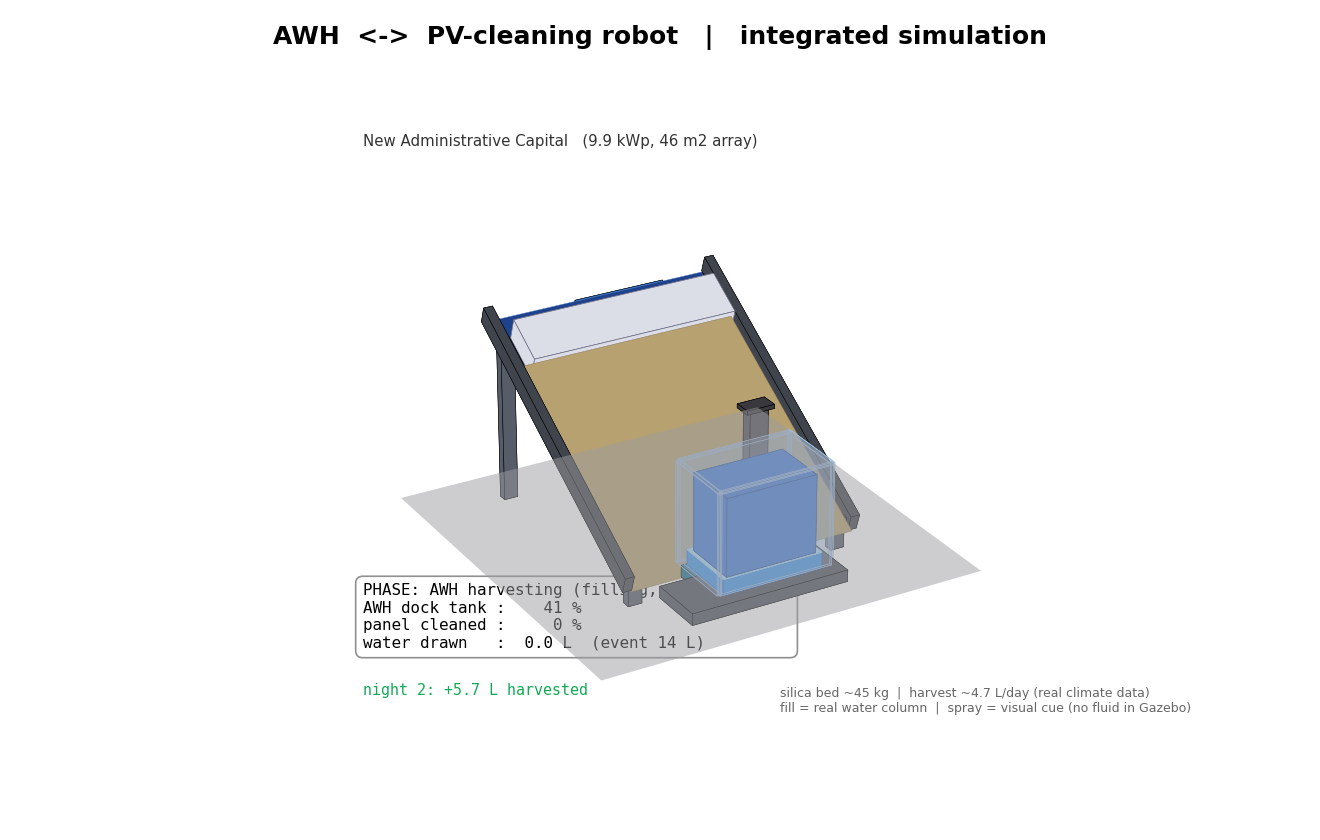 AWH <-> PV-cleaning robot | integrated simulation
New Administrative Capital (9.9 kWp, 46 m2 array)
PHASE: AWH harvesting
AWH dock tank : 41 %
panel cleaned : 0 %
water drawn : 0.0 L (event 14 L)
night 2: +5.7 L harvested
silica bed ~45 kg | harvest ~4.7 L/day (real climate data)
fill = real water column | spray = visual cue (no fluid in Gazebo)